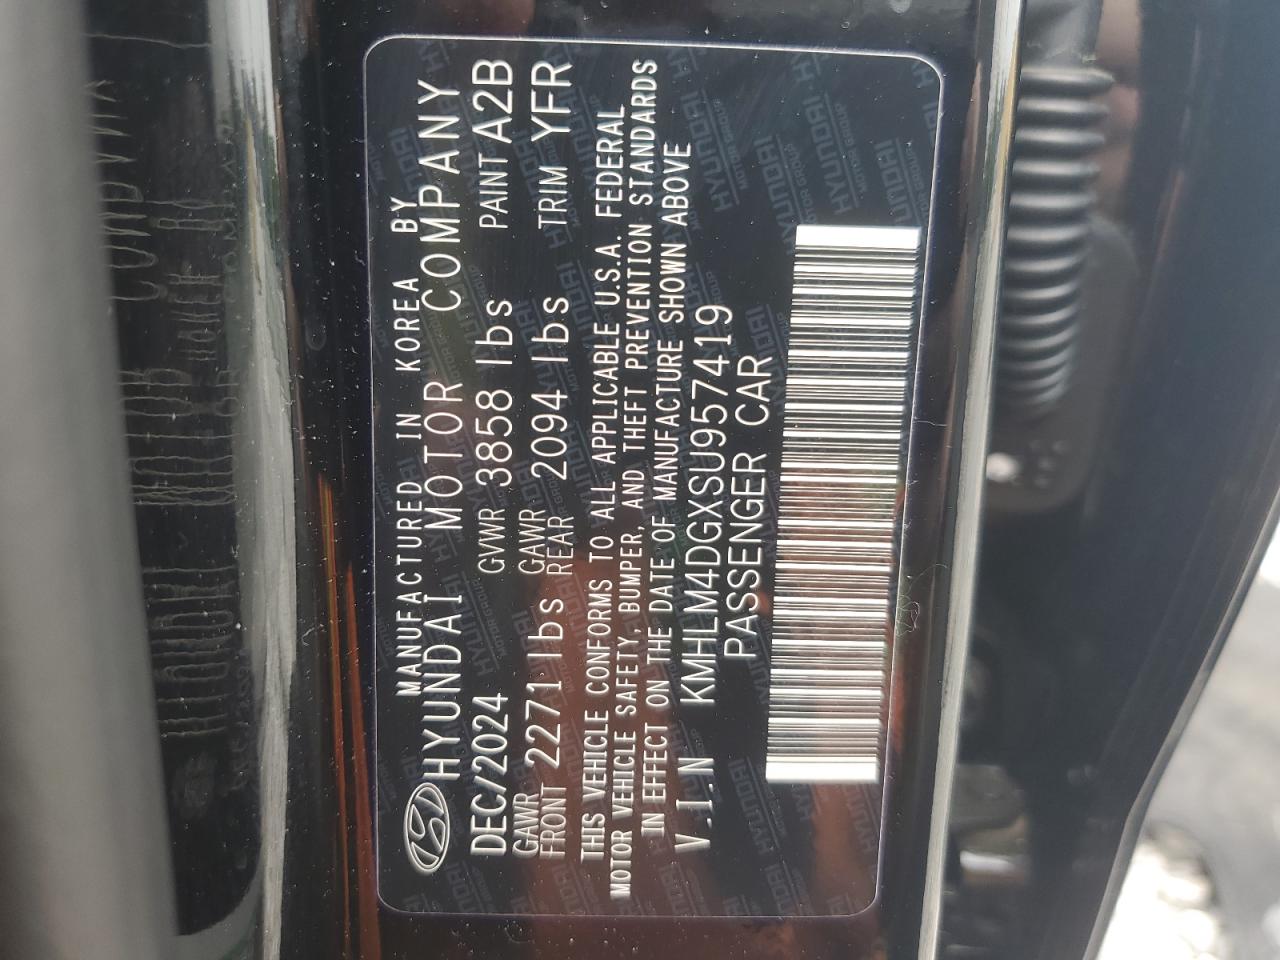 MANUFACTURED IN KOREA BY
HYUNDAI MOTOR COMPANY
DEC/2024 GVWR 3858 lbs PAINT A2B
GAWR FRONT 2271 lbs GAWR REAR 2094 lbs TRIM YFR
THIS VEHICLE CONFORMS TO ALL APPLICABLE U.S.A. FEDERAL
MOTOR VEHICLE SAFETY, BUMPER, AND THEFT PREVENTION STANDARDS
IN EFFECT ON THE DATE OF MANUFACTURE SHOWN ABOVE
V.I.N KMHLM4DGXSU957419
PASSENGER CAR